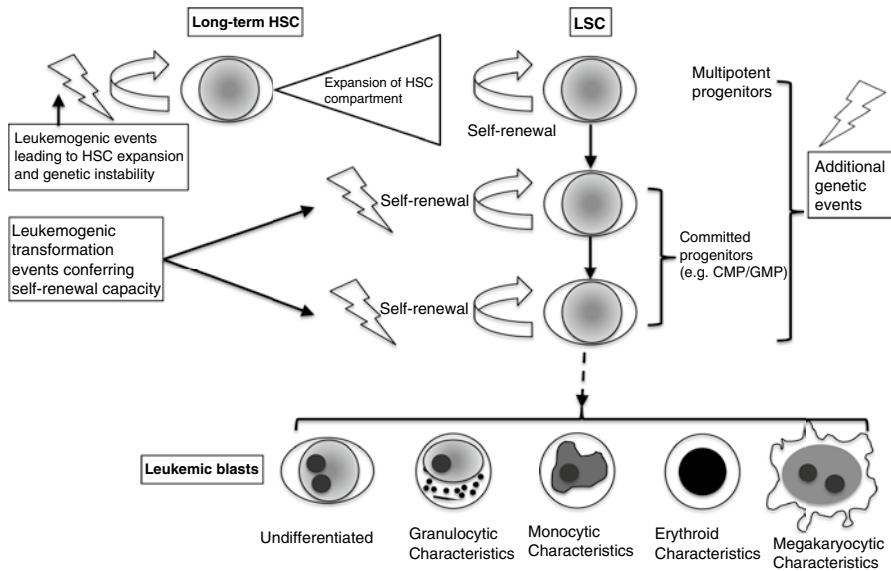 Long-term HSC
LSC
Expansion of HSC
compartment
Multipotent
progenitors
Self-renewal
Leukemogenic events
leading to HSC expansion
and genetic instability
Additional
genetic
events
Self-renewal
Leukemogenic
transformation
events conferring
self-renewal capacity
Committed
progenitors
(e.g. CMP/GMP)
Self-renewal
Leukemic blasts
Undifferentiated
Granulocytic
Characteristics
Monocytic
Characteristics
Erythroid
Characteristics
Megakaryocytic
Characteristics